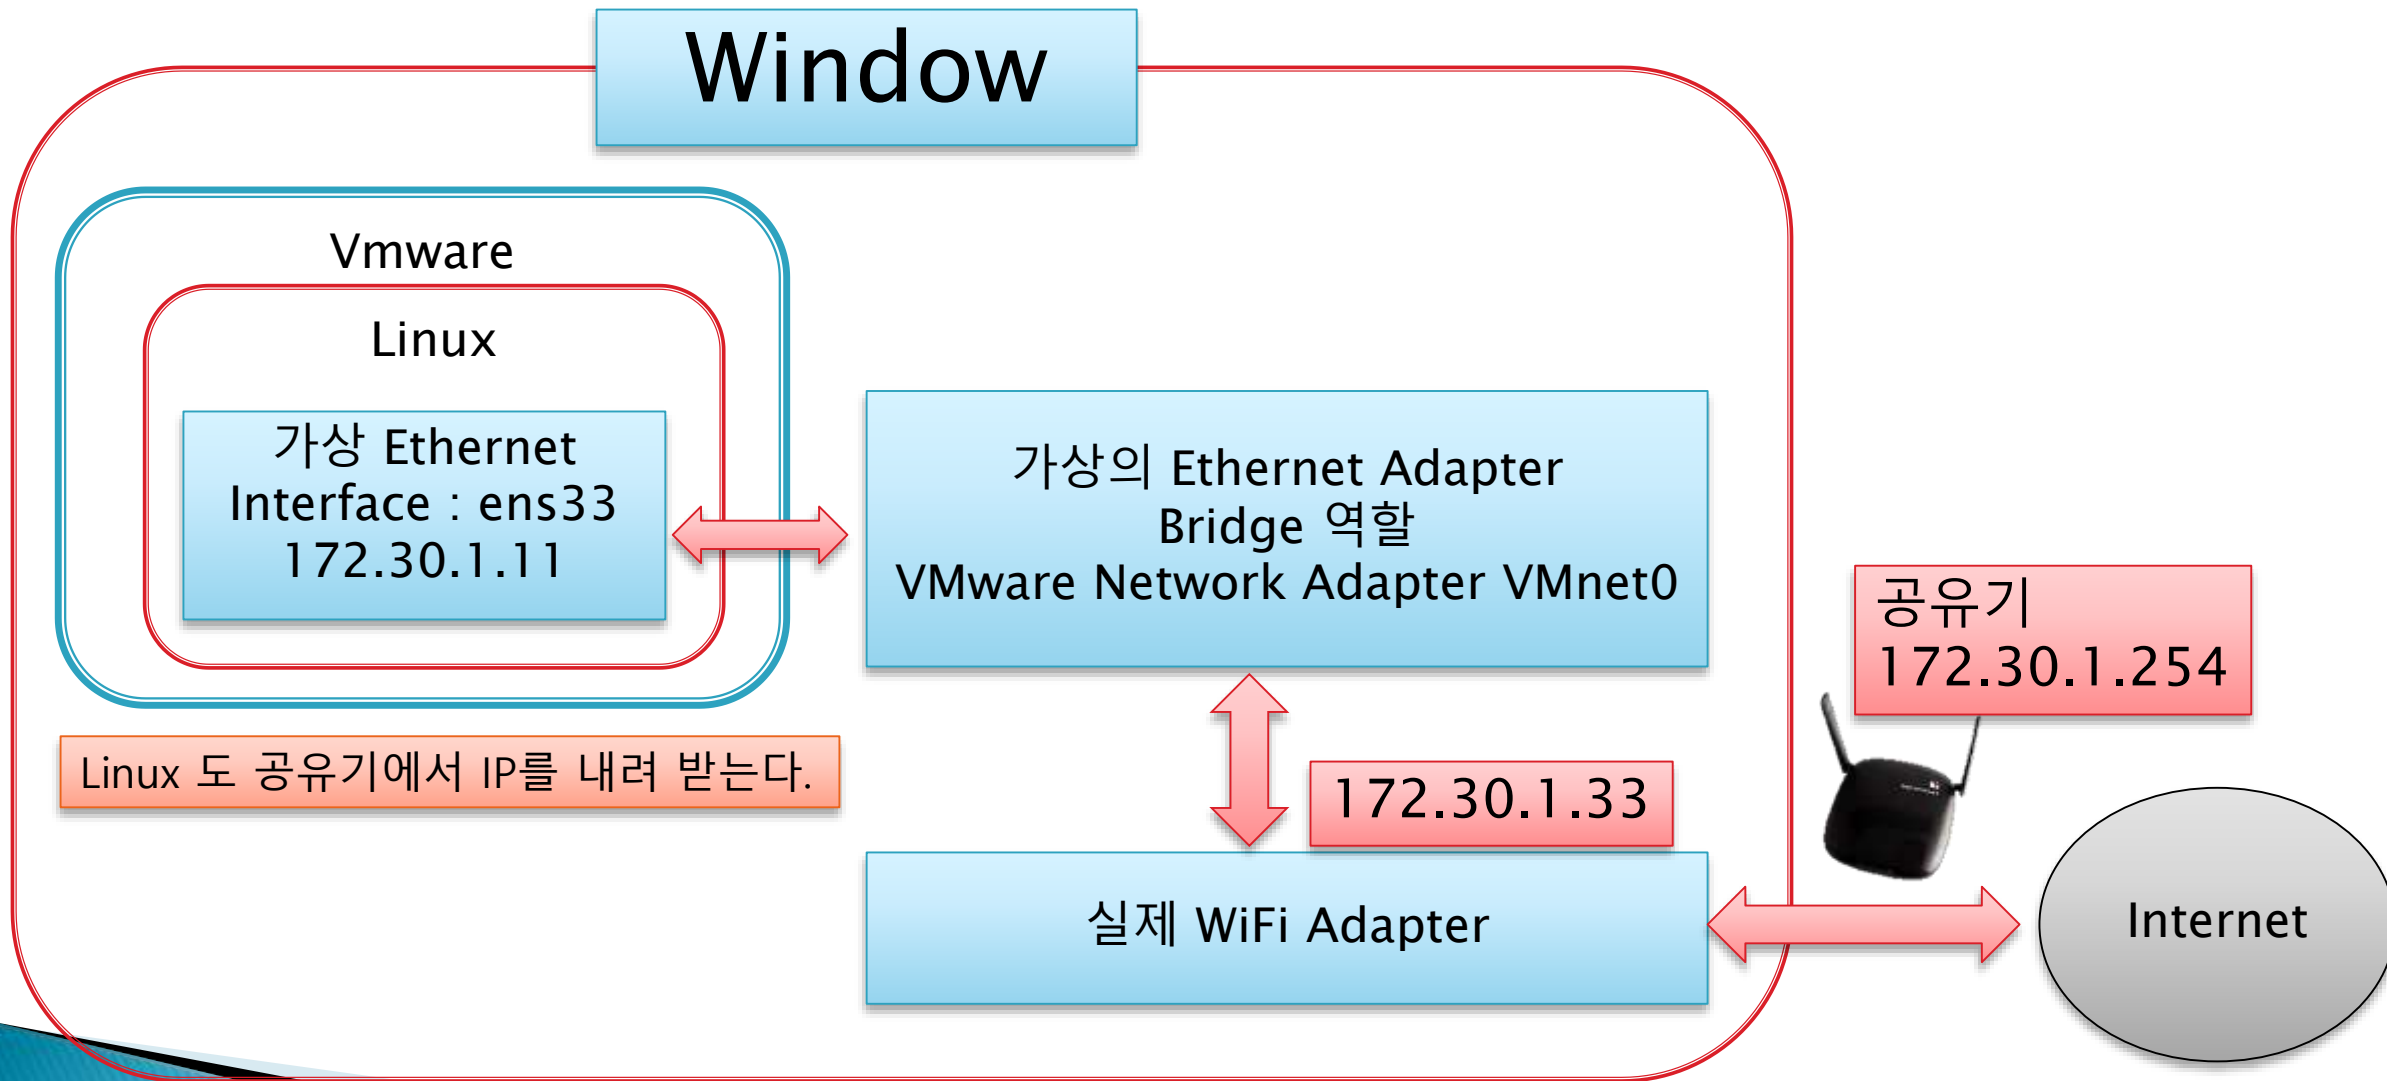 Window
Vmware
Linux
가상 Ethernet
Interface : ens33
172.30.1.11
가상의 Ethernet Adapter
Bridge 역할
VMware Network Adapter VMnet0
공유기
172.30.1.254
Linux 도 공유기에서 IP를 내려 받는다.
172.30.1.33
실제 WiFi Adapter
Internet